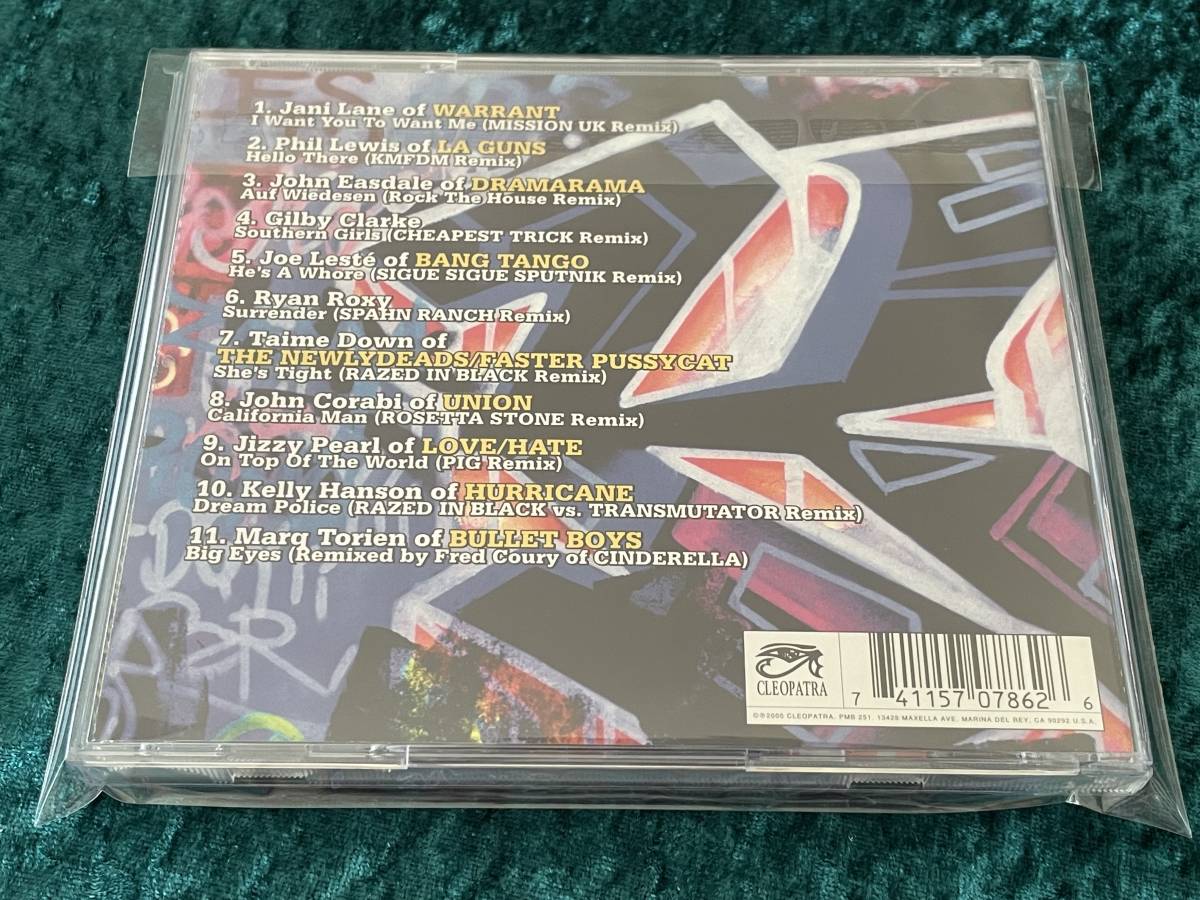 1. Jani Lane of WARRANT
I Want You To Want Me (MISSION UK Remix)
2. Phil Lewis of LA GUNS
Hello There (KMFDM Remix)
3. John Easdale of DRAMARAMA
Auf Wiedesen (Rock The House Remix)
4. Gilby Clarke
Southern Girls (CHEAPEST TRICK Remix)
5. Joe Lesté of BANG TANGO
He's A Whore (SIGUE SIGUE SPUTNIK Remix)
6. Ryan Roxy
Surrender (SPAHN RANCH Remix)
7. Taime Down of
THE NEWLYDEADS/FASTER PUSSYCAT
She's Tight (RAZED IN BLACK Remix)
8. John Corabi of UNION
California Man (ROSETTA STONE Remix)
9. Jizzy Pearl of LOVE/HATE
On Top Of The World (PIG Remix)
10. Kelly Hanson of HURRICANE
Dream Police (RAZED IN BLACK vs. TRANSMUTATOR Remix)
11. Marq Torien of BULLET BOYS
Big Eyes (Remixed by Fred Coury of CINDERELLA)
CLEOPATRA
7 41157 07862 6
©℗2000 CLEOPATRA, PMB 251, 13428 MAXELLA AVE, MARINA DEL REY, CA 90292 U.S.A.